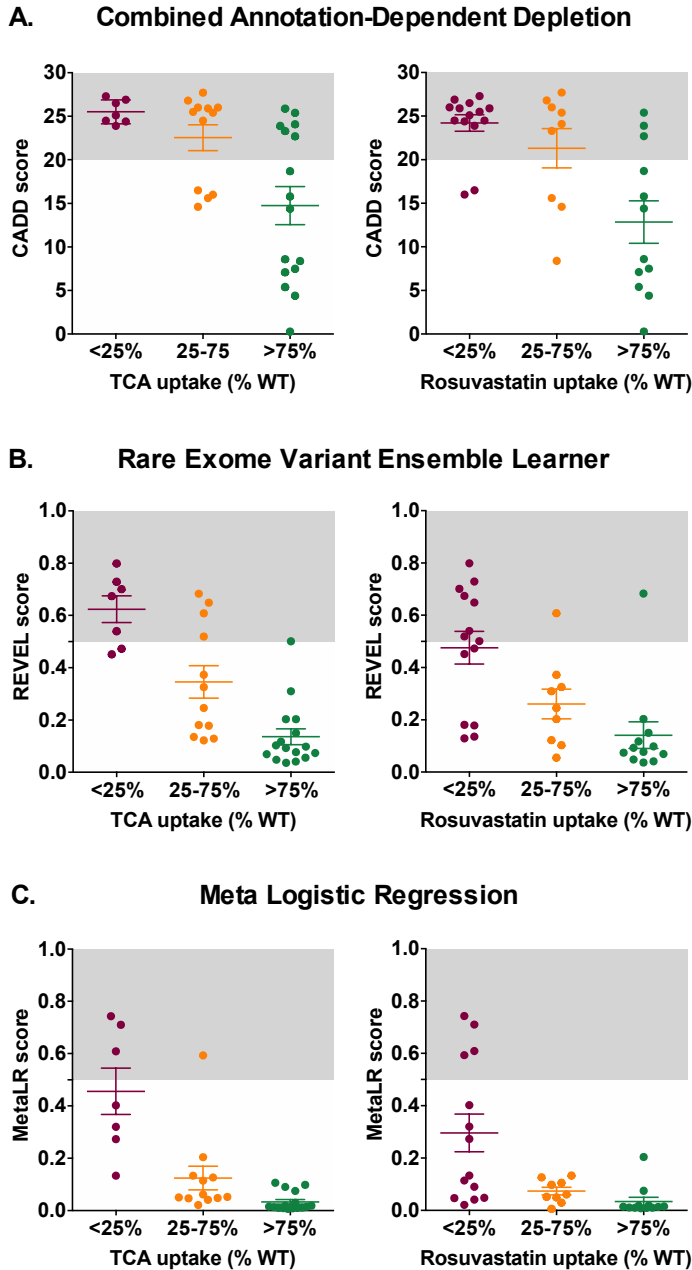 A. Combined Annotation-Dependent Depletion
30
25
20
15
10
5
0
CADD score
<25% 25-75 >75%
TCA uptake (% WT)
30
25
20
15
10
5
0
CADD score
<25% 25-75% >75%
Rosuvastatin uptake (% WT)
B. Rare Exome Variant Ensemble Learner
1.0
0.8
0.6
0.4
0.2
0.0
REVEL score
<25% 25-75% >75%
TCA uptake (% WT)
1.0
0.8
0.6
0.4
0.2
0.0
REVEL score
<25% 25-75% >75%
Rosuvastatin uptake (% WT)
C. Meta Logistic Regression
1.0
0.8
0.6
0.4
0.2
0.0
MetaLR score
<25% 25-75% >75%
TCA uptake (% WT)
1.0
0.8
0.6
0.4
0.2
0.0
MetaLR score
<25% 25-75% >75%
Rosuvastatin uptake (% WT)